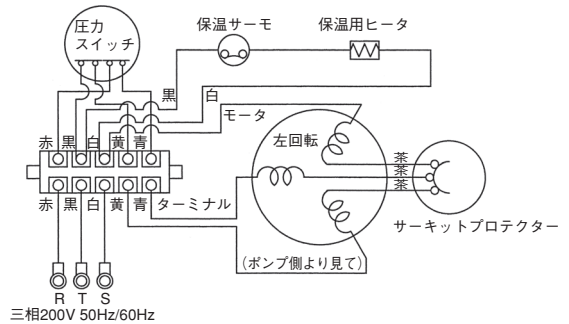 圧力
スイッチ
保温サーモ
保温用ヒータ
黒
白
モータ
赤 黒 白 黄 青
左回転
茶
茶
茶
赤 黒 白 黄 青 ターミナル
サーキットプロテクター
(ポンプ側より見て)
R T S
三相200V 50Hz/60Hz